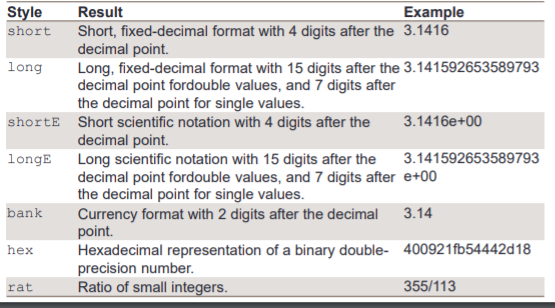 Style Result Example
short Short, fixed-decimal format with 4 digits after the 3.1416
decimal point.
long Long, fixed-decimal format with 15 digits after the 3.141592653589793
decimal point fordouble values, and 7 digits after
the decimal point for single values.
shortE Short scientific notation with 4 digits after the 3.1416e+00
decimal point.
longE Long scientific notation with 15 digits after the 3.141592653589793
decimal point fordouble values, and 7 digits after e+00
the decimal point for single values.
bank Currency format with 2 digits after the decimal 3.14
point.
hex Hexadecimal representation of a binary double- 400921fb54442d18
precision number.
rat Ratio of small integers. 355/113